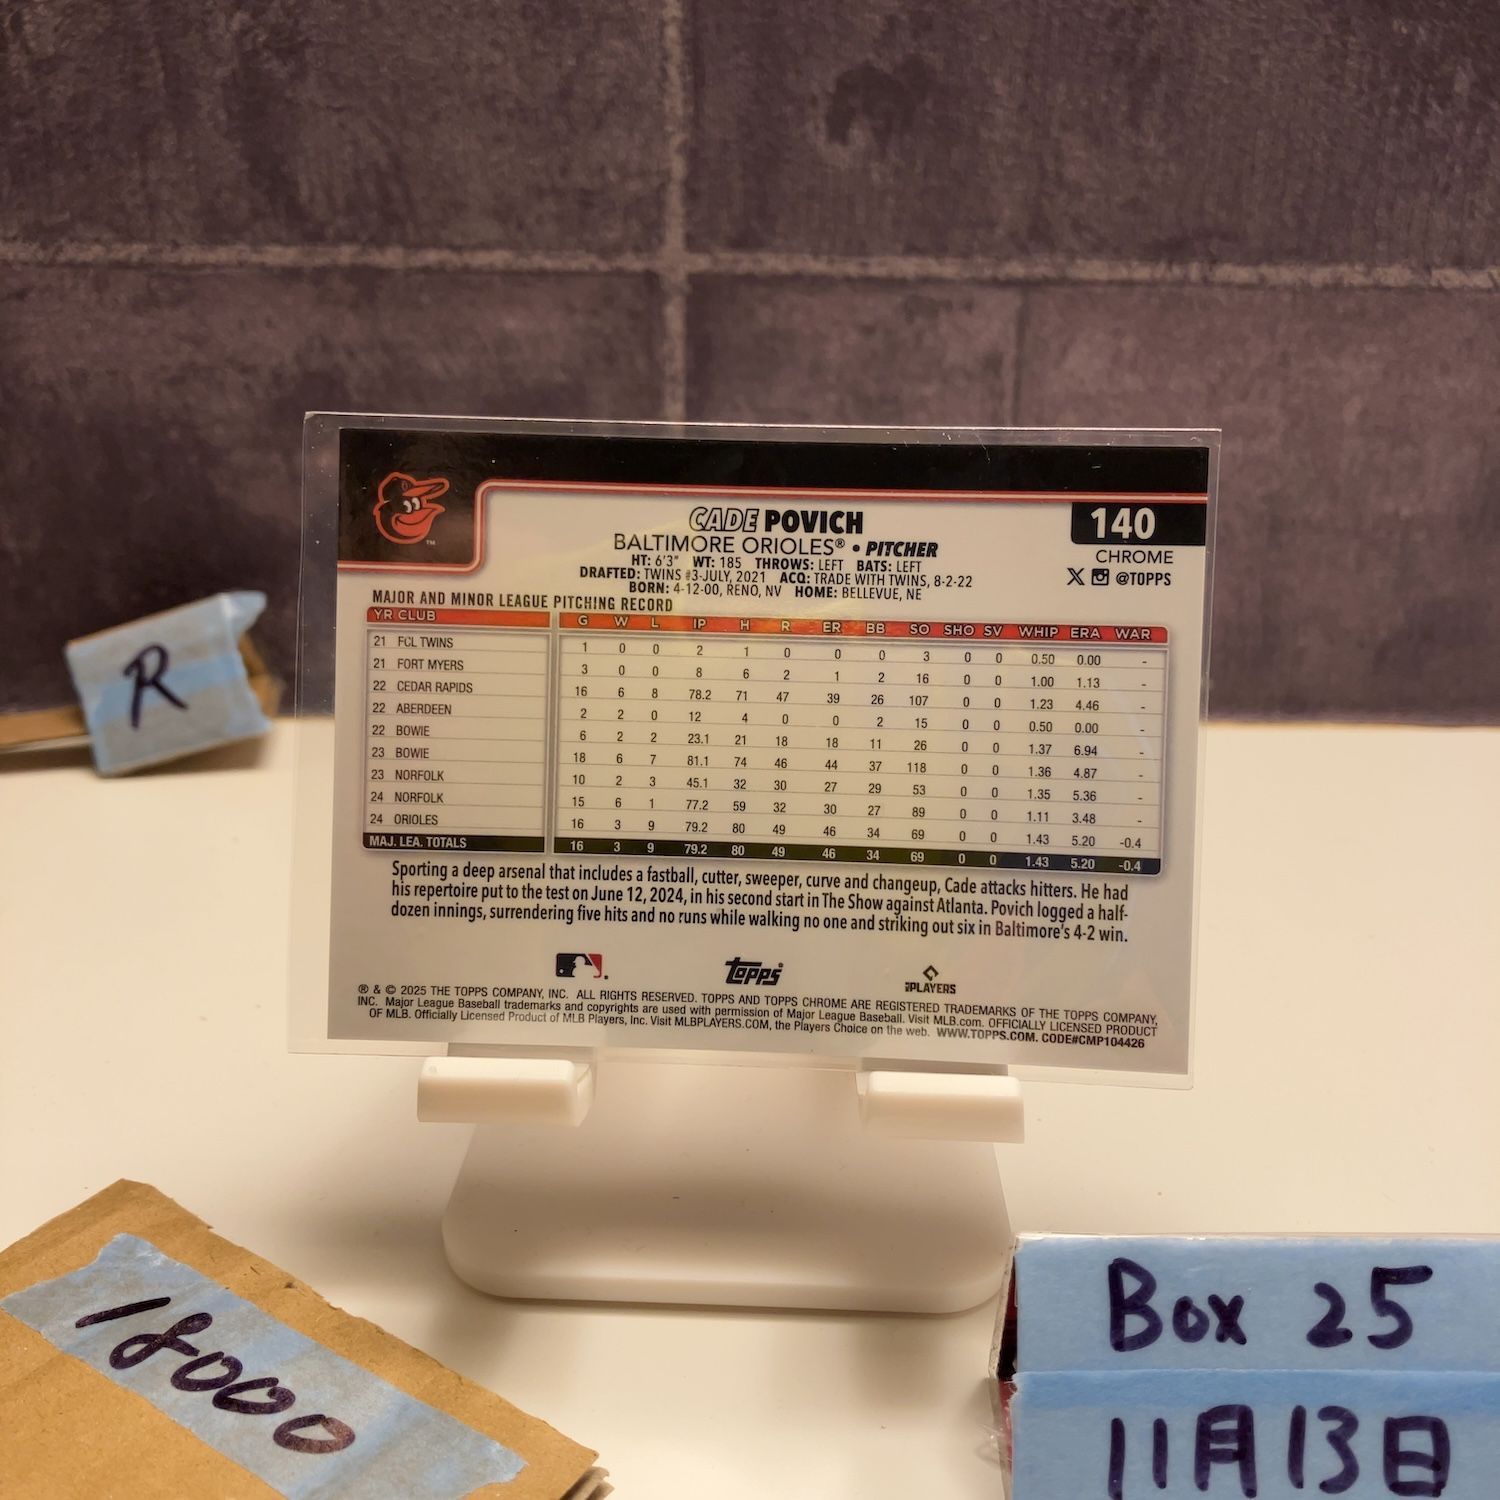 CADE POVICH
140
BALTIMORE ORIOLES® • PITCHER
CHROME
HT: 6'3" WT: 185 THROWS: LEFT BATS: LEFT
@TOPPS
DRAFTED: TWINS #3-JULY, 2021 ACQ: TRADE WITH TWINS, 8-2-22
BORN: 4-12-00, RENO, NV HOME: BELLEVUE, NE
MAJOR AND MINOR LEAGUE PITCHING RECORD
YR CLUB G W L IP H R ER BB SO SHO SV WHIP ERA WAR
21 FCL TWINS 1 0 0 2 1 0 0 0 3 0 0 0.50 0.00 -
21 FORT MYERS 3 0 0 8 6 2 1 2 16 0 0 1.00 1.13 -
22 CEDAR RAPIDS 16 6 8 78.2 71 47 39 26 107 0 0 1.23 4.46 -
22 ABERDEEN 2 2 0 12 4 0 0 2 15 0 0 0.50 0.00 -
22 BOWIE 6 2 2 23.1 21 18 18 11 26 0 0 1.37 6.94 -
23 BOWIE 18 6 7 81.1 74 46 44 37 118 0 0 1.36 4.87 -
23 NORFOLK 10 2 3 45.1 32 30 27 29 53 0 0 1.35 5.36 -
24 NORFOLK 15 6 1 77.2 59 32 30 27 89 0 0 1.11 3.48 -
24 ORIOLES 16 3 9 79.2 80 49 46 34 69 0 0 1.43 5.20 -0.4
MAJ. LEA. TOTALS 16 3 9 79.2 80 49 46 34 69 0 0 1.43 5.20 -0.4
Sporting a deep arsenal that includes a fastball, cutter, sweeper, curve and changeup, Cade attacks hitters. He had
his repertoire put to the test on June 12, 2024, in his second start in The Show against Atlanta. Povich logged a half-
dozen innings, surrendering five hits and no runs while walking no one and striking out six in Baltimore's 4-2 win.
Topps
PLAYERS
® & © 2025 THE TOPPS COMPANY, INC. ALL RIGHTS RESERVED. TOPPS AND TOPPS CHROME ARE REGISTERED TRADEMARKS OF THE TOPPS COMPANY,
INC. Major League Baseball trademarks and copyrights are used with permission of Major League Baseball. Visit MLB.com. OFFICIALLY LICENSED PRODUCT
OF MLB. Officially Licensed Product of MLB Players, Inc. Visit MLBPLAYERS.COM, the Players Choice on the web. WWW.TOPPS.COM. CODE#CMP104426
R
18000
Box 25
11月13日